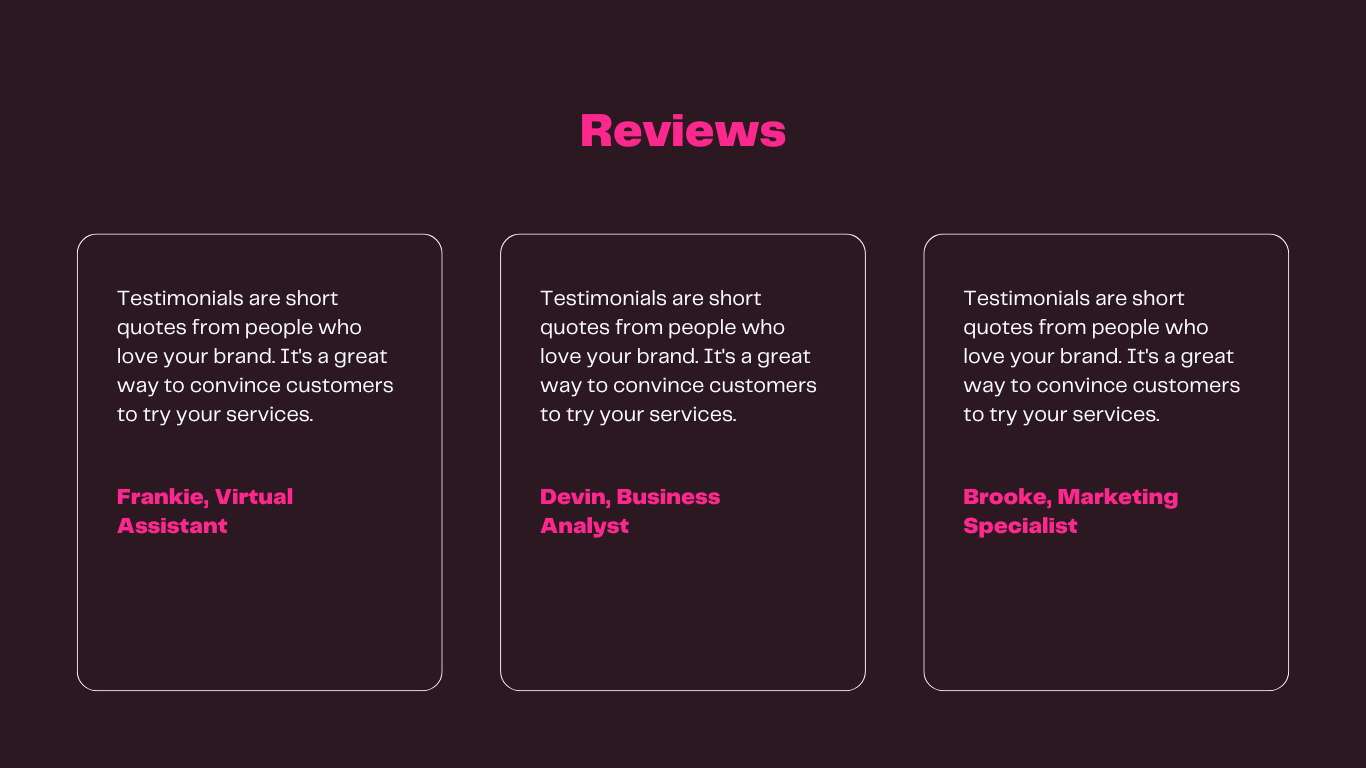 Reviews
Testimonials are short
quotes from people who
love your brand. It's a great
way to convince customers
to try your services.
Frankie, Virtual
Assistant
Testimonials are short
quotes from people who
love your brand. It's a great
way to convince customers
to try your services.
Devin, Business
Analyst
Testimonials are short
quotes from people who
love your brand. It's a great
way to convince customers
to try your services.
Brooke, Marketing
Specialist